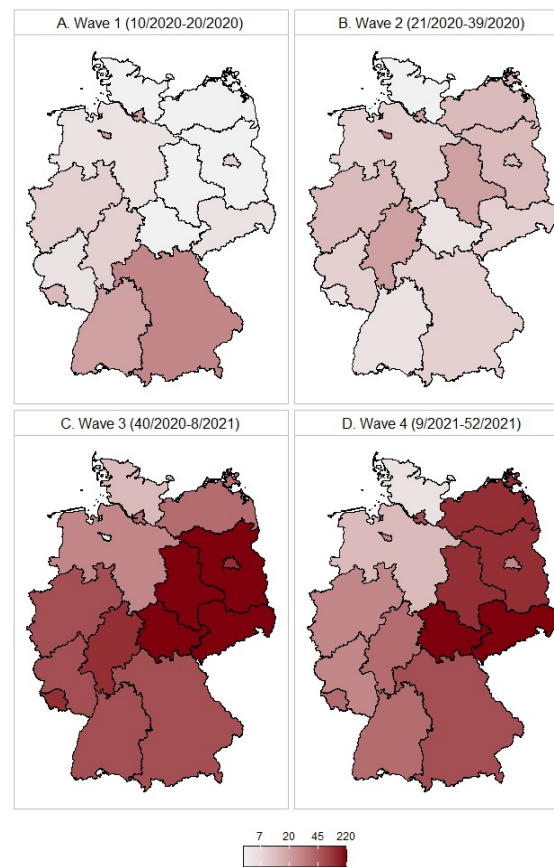 A. Wave 1 (10/2020-20/2020)
B. Wave 2 (21/2020-39/2020)
C. Wave 3 (40/2020-8/2021)
D. Wave 4 (9/2021-52/2021)
7 20 45 220